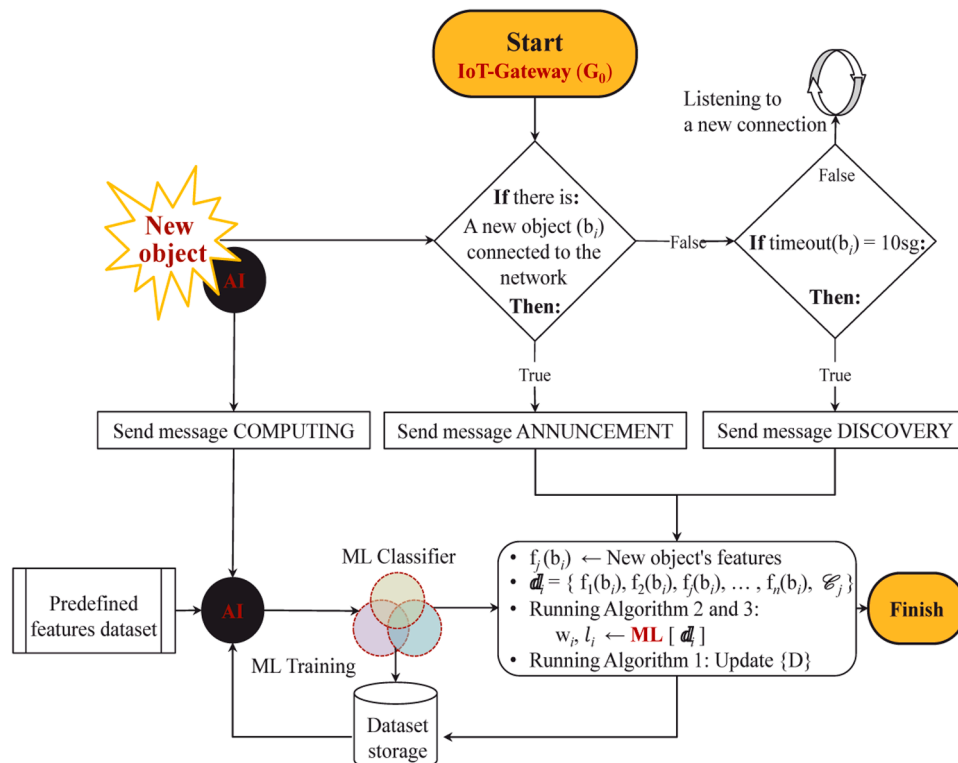 Start
IoT-Gateway (G₀)
Listening to
a new connection
False
If there is:
A new object (bᵢ)
connected to the
network
Then:
False
If timeout(bᵢ) = 10sg:
Then:
New
object
AI
True
True
Send message COMPUTING
Send message ANNUNCEMENT
Send message DISCOVERY
ML Classifier
• fⱼ(bᵢ) ← New object's features
• 𝕕ᵢ = { f₁(bᵢ), f₂(bᵢ), fⱼ(bᵢ), … , fₙ(bᵢ), 𝒞ⱼ }
• Running Algorithm 2 and 3:
wᵢ, lᵢ ← ML [ 𝕕ᵢ ]
• Running Algorithm 1: Update {D}
Finish
Predefined
features dataset
AI
ML Training
Dataset
storage